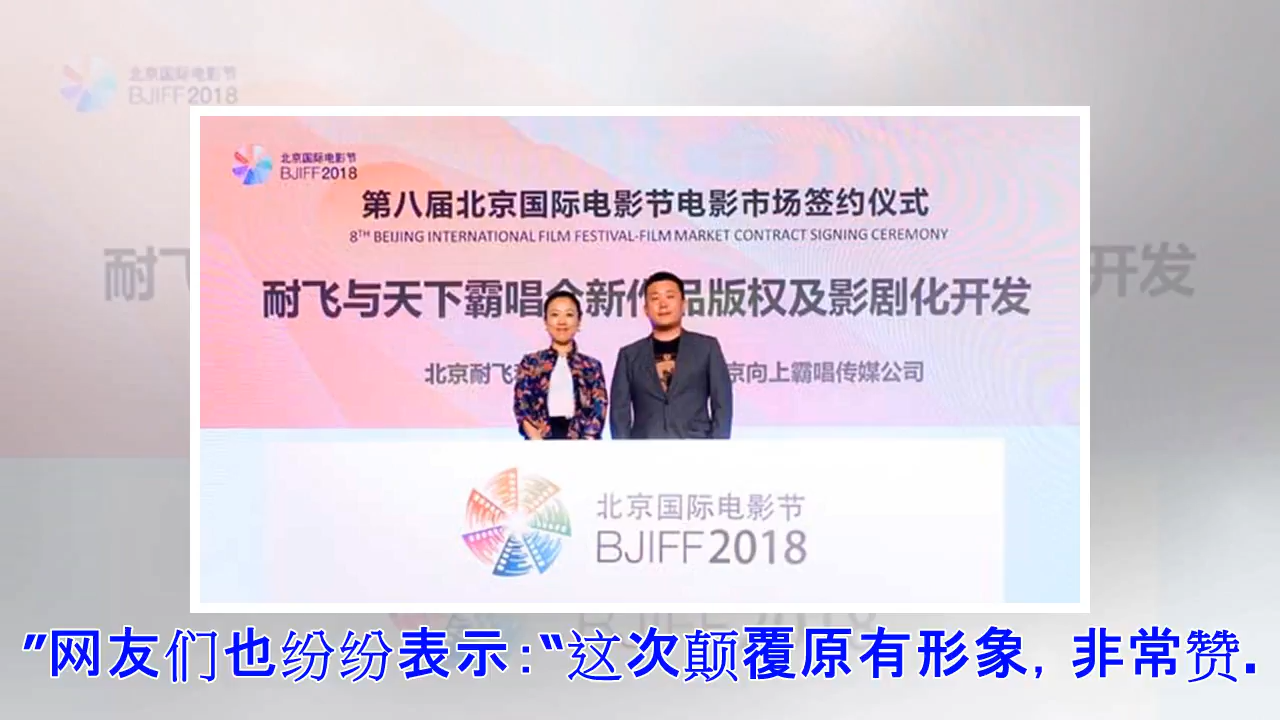 北京国际电影节
BJIFF2018
北京国际电影节
BJIFF2018
第八届北京国际电影节电影市场签约仪式
8TH BEIJING INTERNATIONAL FILM FESTIVAL-FILM MARKET CONTRACT SIGNING CEREMONY
耐飞与天下霸唱全新作品版权及影剧化开发
北京耐飞 京向上霸唱传媒公司
耐飞 开发
北京国际电影节
BJIFF2018
"网友们也纷纷表示:“这次颠覆原有形象, 非常赞.